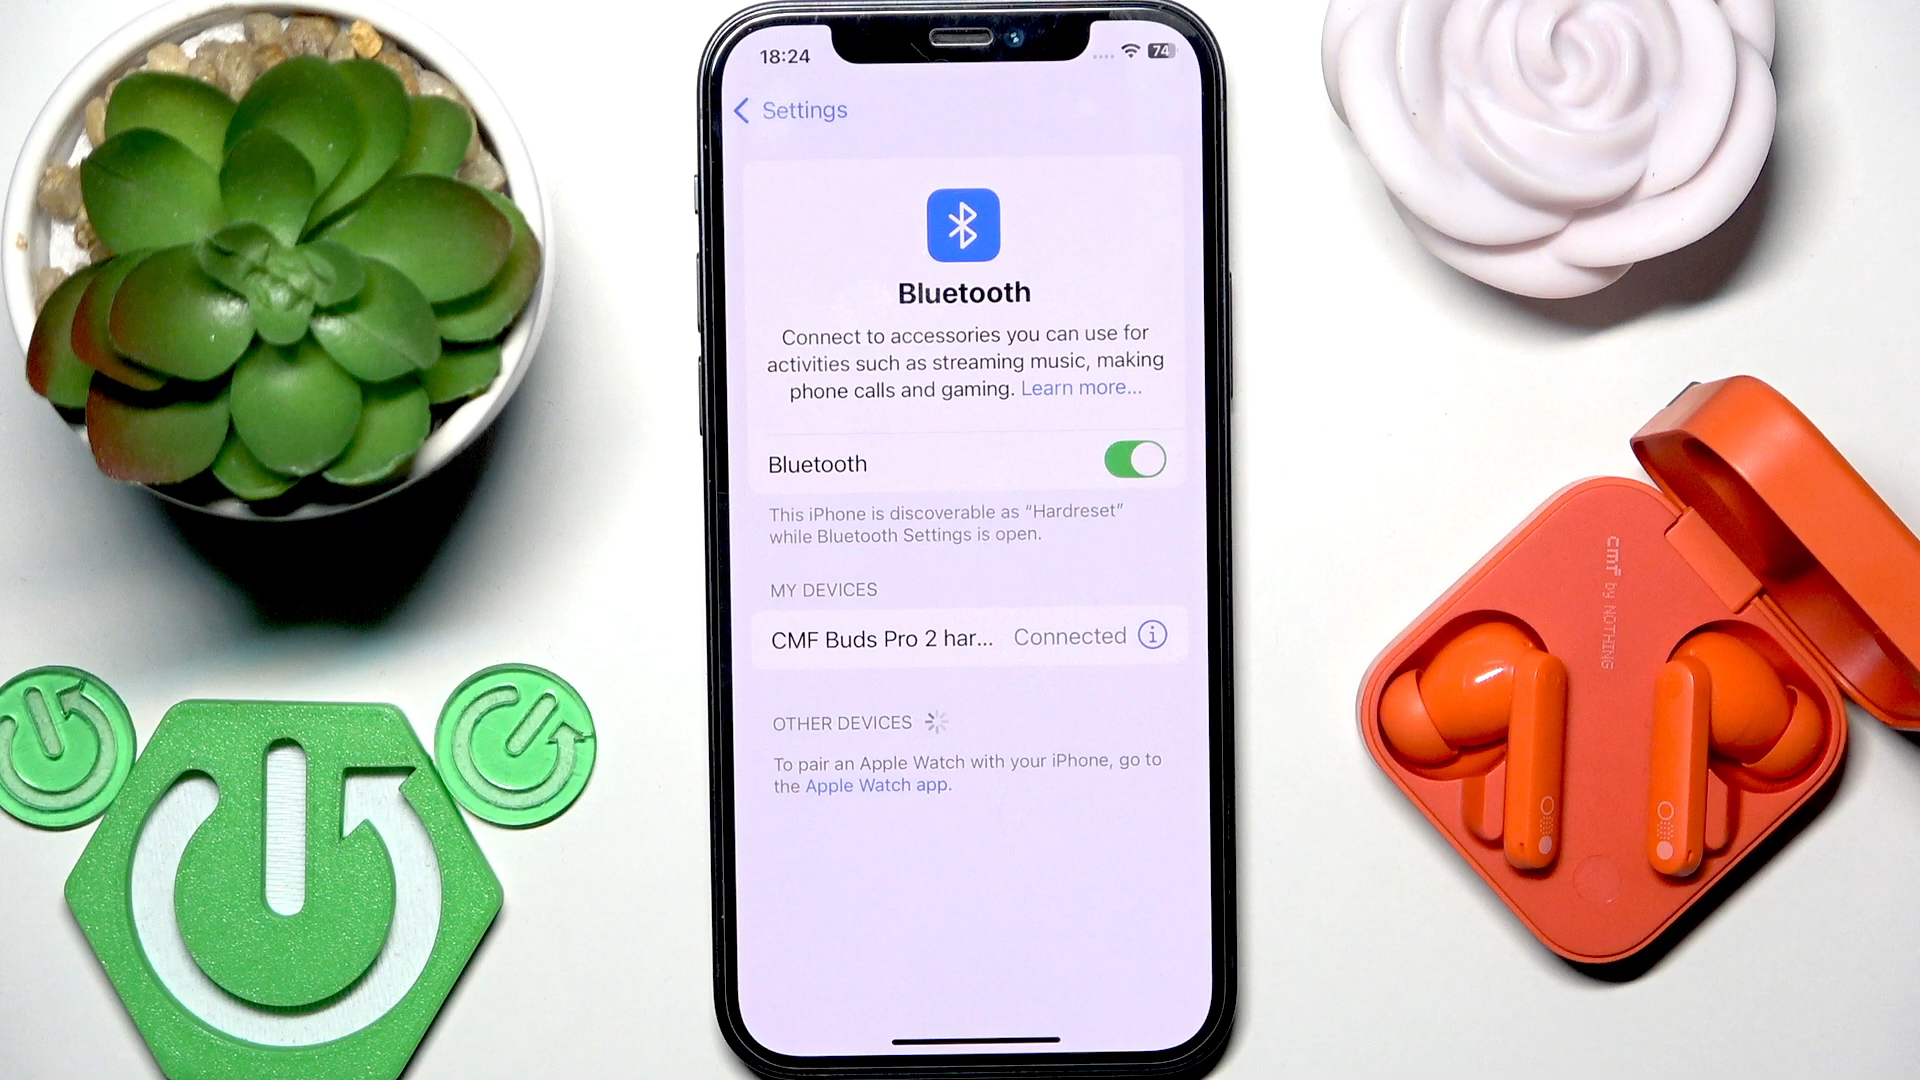 18:24
74
Settings
Bluetooth
Connect to accessories you can use for
activities such as streaming music, making
phone calls and gaming. Learn more...
Bluetooth
This iPhone is discoverable as “Hardreset”
while Bluetooth Settings is open.
MY DEVICES
CMF Buds Pro 2 har... Connected
OTHER DEVICES
To pair an Apple Watch with your iPhone, go to
the Apple Watch app.
CMF by NOTHING